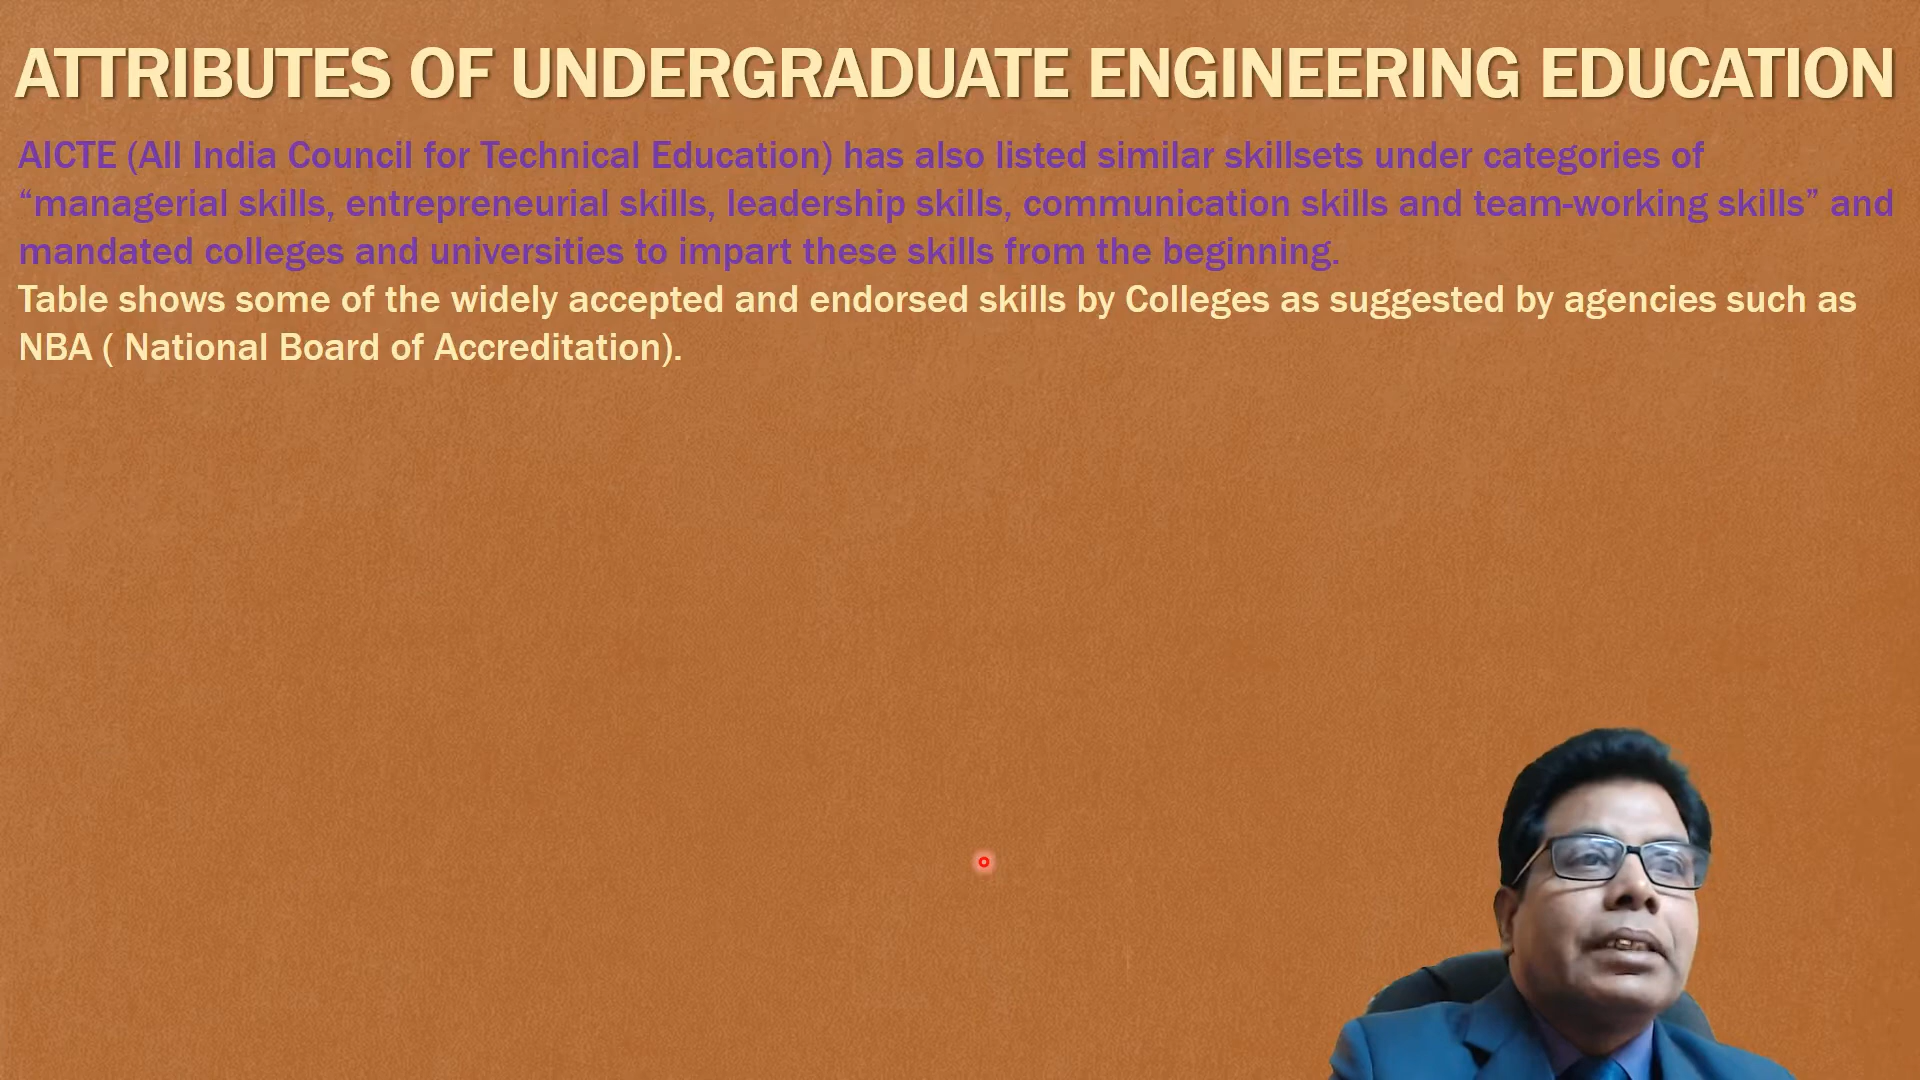 ATTRIBUTES OF UNDERGRADUATE ENGINEERING EDUCATION
AICTE (All India Council for Technical Education) has also listed similar skillsets under categories of
“managerial skills, entrepreneurial skills, leadership skills, communication skills and team-working skills” and
mandated colleges and universities to impart these skills from the beginning.
Table shows some of the widely accepted and endorsed skills by Colleges as suggested by agencies such as
NBA ( National Board of Accreditation).